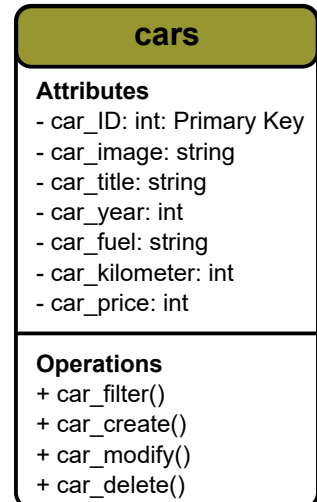 cars
Attributes
- car_ID: int: Primary Key
- car_image: string
- car_title: string
- car_year: int
- car_fuel: string
- car_kilometer: int
- car_price: int
Operations
+ car_filter()
+ car_create()
+ car_modify()
+ car_delete()